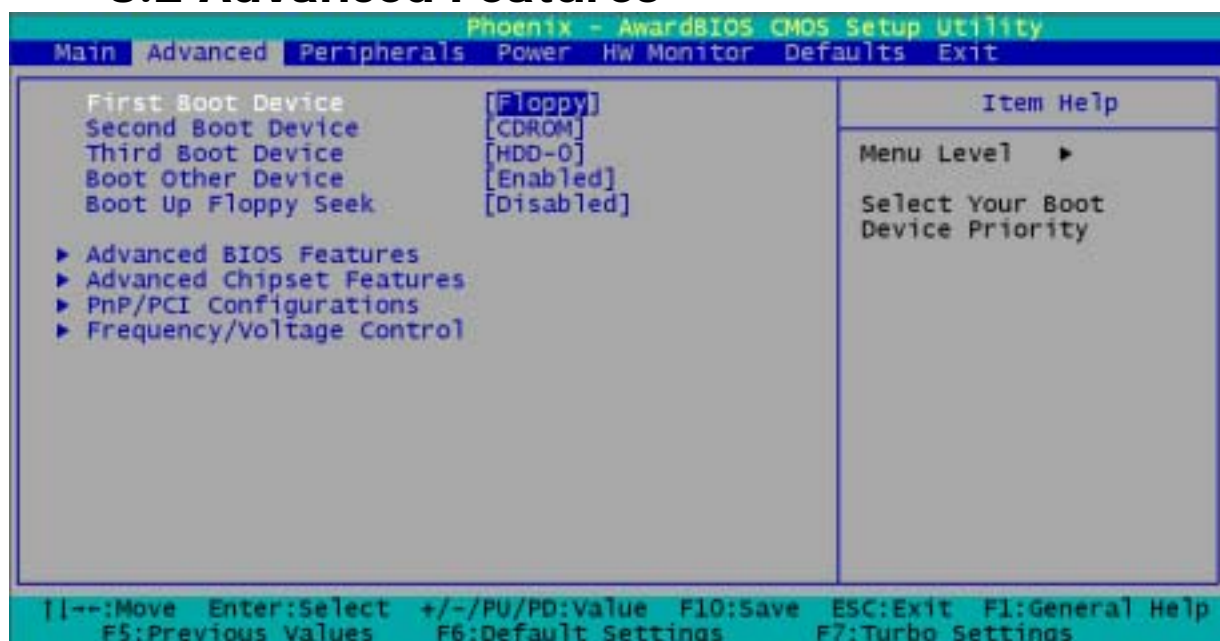 3.2 Advanced Features
Phoenix - AwardBIOS CMOS Setup Utility
Main Advanced Peripherals Power HW Monitor Defaults Exit
First Boot Device [Floppy]
Second Boot Device [CDROM]
Third Boot Device [HDD-0]
Boot Other Device [Enabled]
Boot Up Floppy Seek [Disabled]
▶ Advanced BIOS Features
▶ Advanced Chipset Features
▶ PnP/PCI Configurations
▶ Frequency/Voltage Control
Item Help
Menu Level ▶
Select Your Boot
Device Priority
↑↓→←:Move Enter:Select +/-/PU/PD:Value F10:Save ESC:Exit F1:General Help
F5:Previous Values F6:Default Settings F7:Turbo Settings